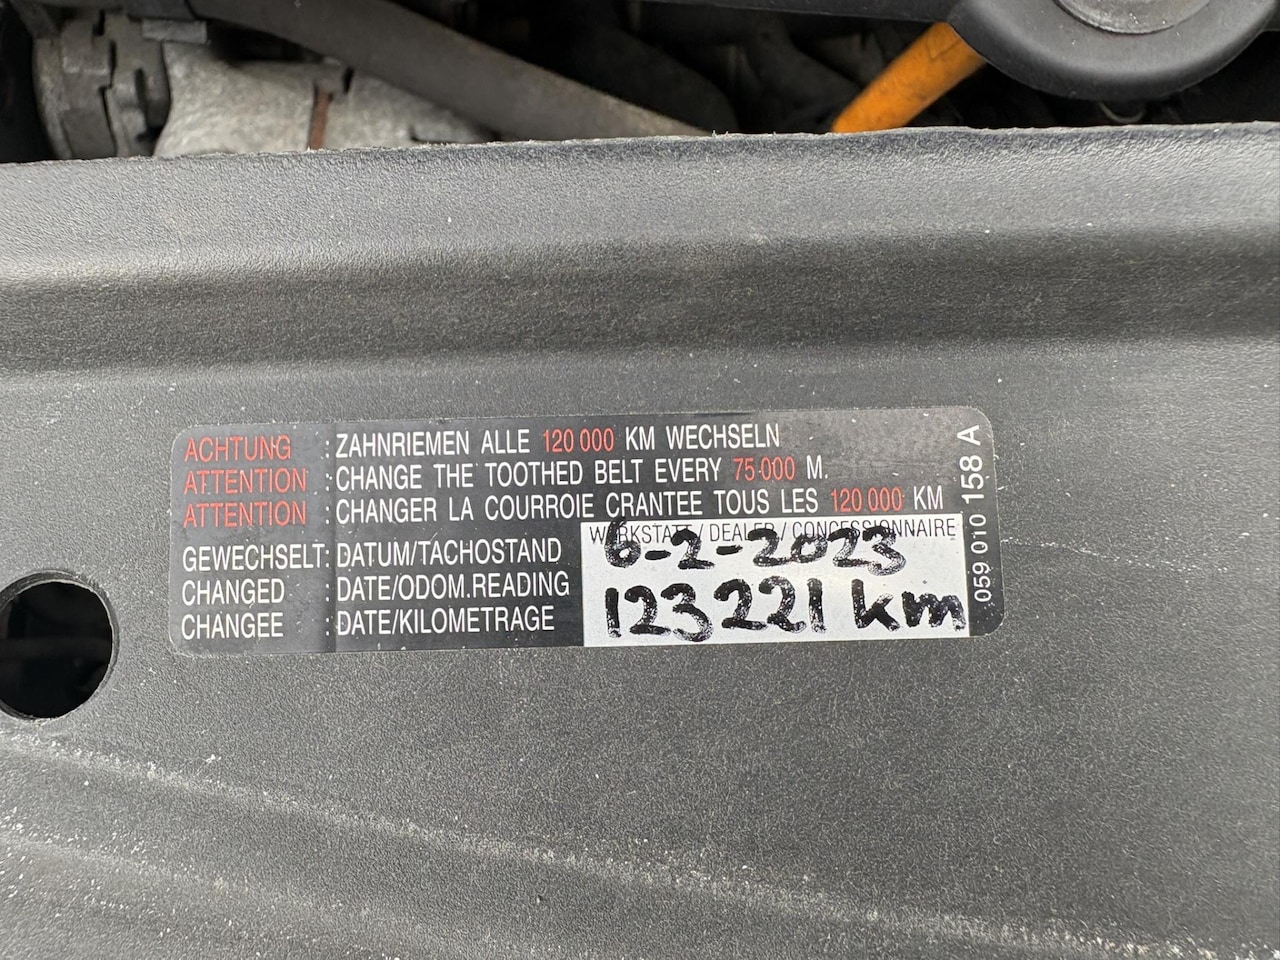 ACHTUNG : ZAHNRIEMEN ALLE 120 000 KM WECHSELN
ATTENTION : CHANGE THE TOOTHED BELT EVERY 75 000 M.
ATTENTION : CHANGER LA COURROIE CRANTEE TOUS LES 120 000 KM
WERKSTATT / DEALER / CONCESSIONNAIRE
GEWECHSELT: DATUM/TACHOSTAND 6-2-2023
CHANGED : DATE/ODOM.READING 123221 km
CHANGEE : DATE/KILOMETRAGE
059 010 158 A